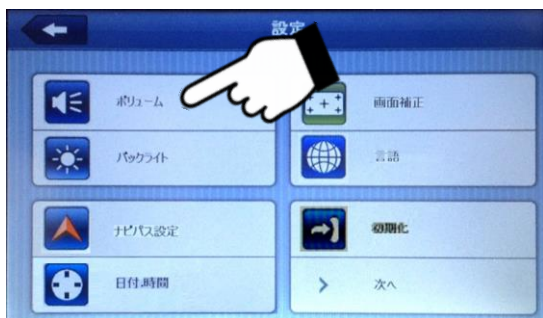 設定
ボリューム
画面補正
バックライト
言語
ナビパス設定
初期化
日付.時間
次へ